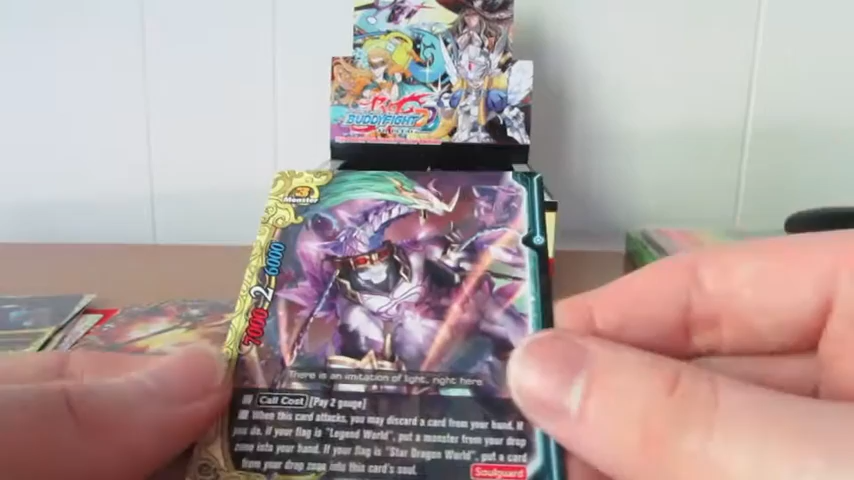 BUDDYFIGHT
3
Monster
7000 2 6000
There is an imitation of light, right here
■ Call Cost [Pay 2 gauge]
■ When this card attacks, you may discard a card from your hand. If
you do, if your flag is "Legend World", put a monster from your drop
zone into your hand. If your flag is "Star Dragon World", put a card
from your drop zone into this card's soul.
Soulguard